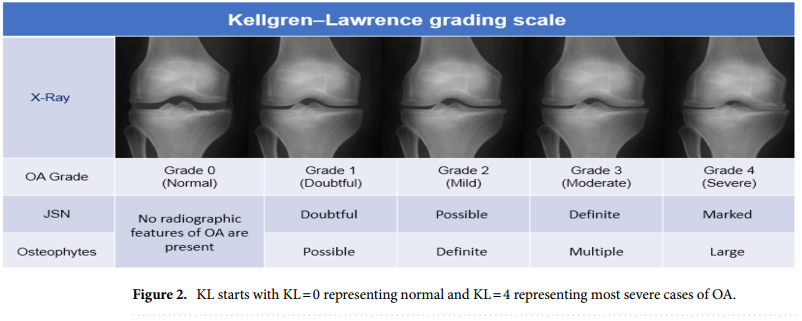 Kellgren–Lawrence grading scale
X-Ray
OA Grade
Grade 0
(Normal)
Grade 1
(Doubtful)
Grade 2
(Mild)
Grade 3
(Moderate)
Grade 4
(Severe)
JSN
No radiographic
features of OA are
present
Doubtful
Possible
Definite
Marked
Osteophytes
Possible
Definite
Multiple
Large
Figure 2. KL starts with KL=0 representing normal and KL=4 representing most severe cases of OA.